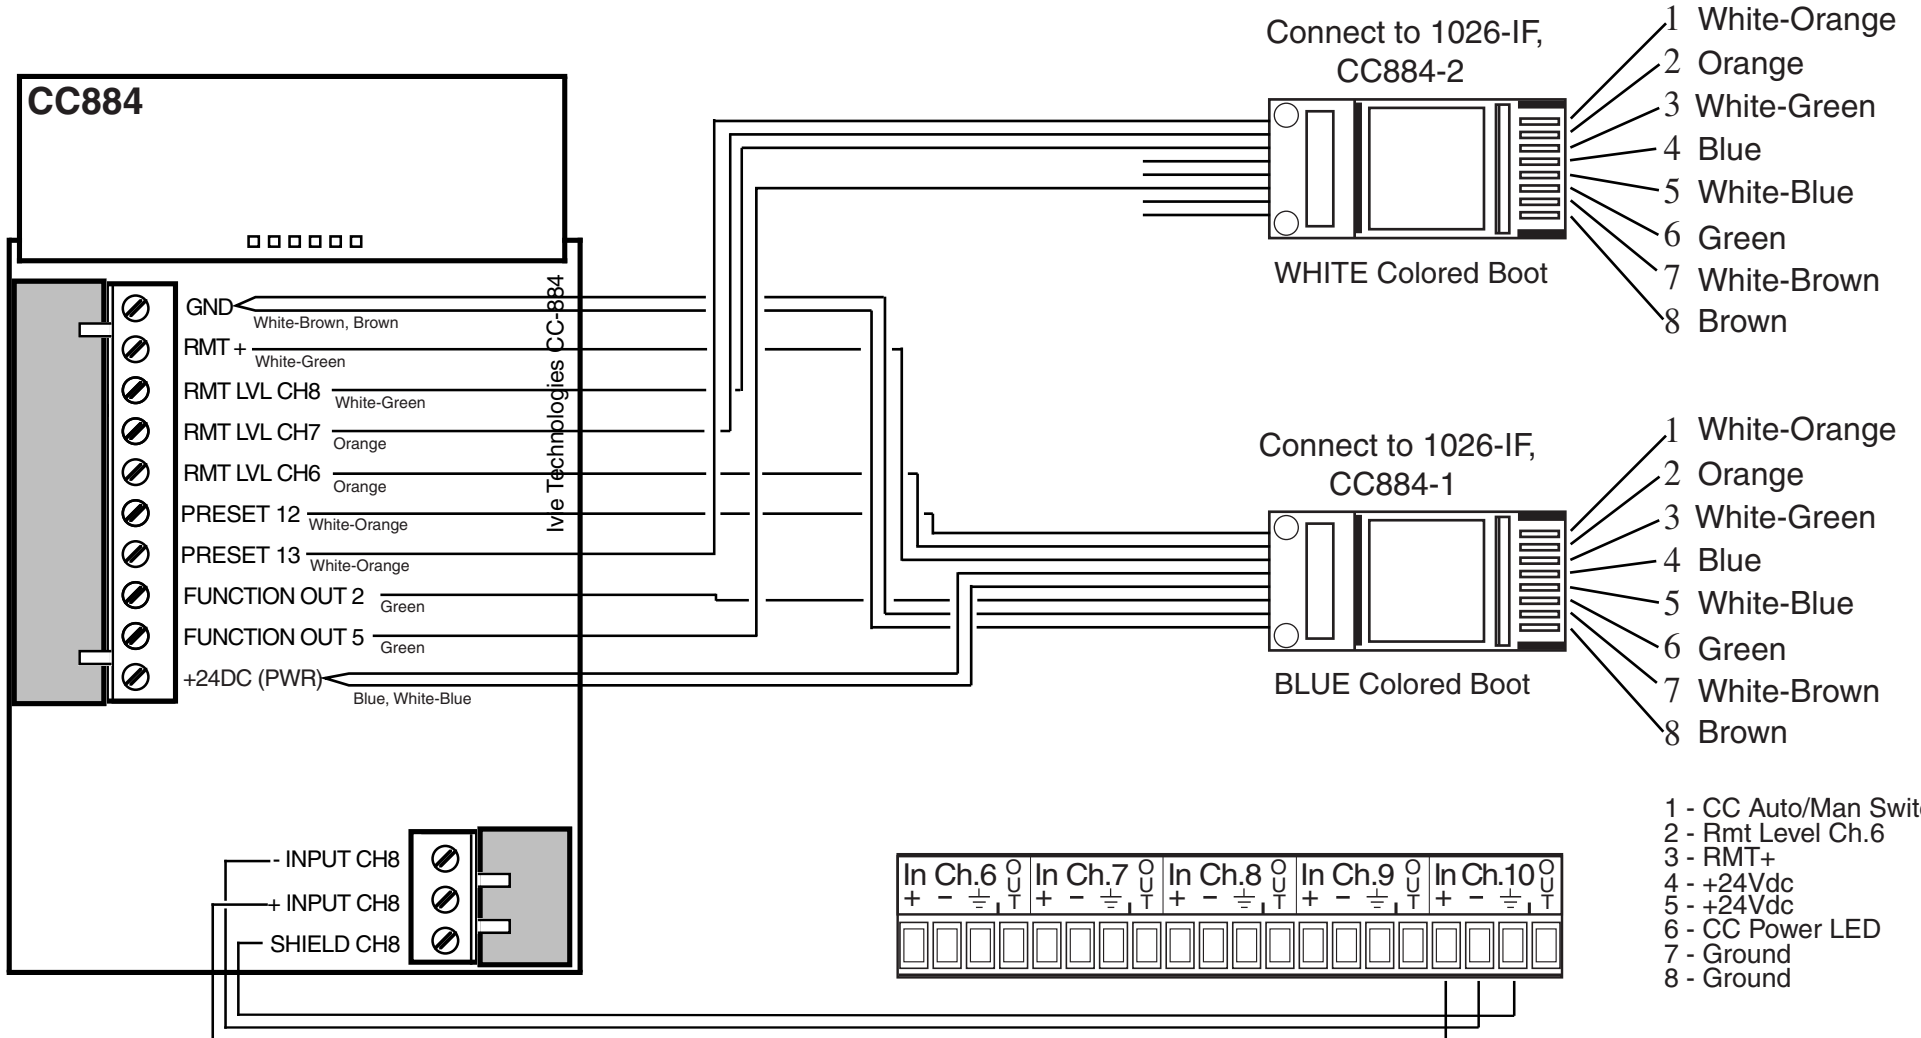 CC884
GND
White-Brown, Brown
RMT +
White-Green
RMT LVL CH8
White-Green
RMT LVL CH7
Orange
RMT LVL CH6
Orange
PRESET 12
White-Orange
PRESET 13
White-Orange
FUNCTION OUT 2
Green
FUNCTION OUT 5
Green
+24DC (PWR)
Blue, White-Blue
Ivie Technologies CC-884
- INPUT CH8
+ INPUT CH8
SHIELD CH8
Connect to 1026-IF,
CC884-2
WHITE Colored Boot
1 White-Orange
2 Orange
3 White-Green
4 Blue
5 White-Blue
6 Green
7 White-Brown
8 Brown
Connect to 1026-IF,
CC884-1
BLUE Colored Boot
1 White-Orange
2 Orange
3 White-Green
4 Blue
5 White-Blue
6 Green
7 White-Brown
8 Brown
In Ch.6 OUT
+ −
In Ch.7 OUT
+ −
In Ch.8 OUT
+ −
In Ch.9 OUT
+ −
In Ch.10 OUT
+ −
1 - CC Auto/Man Swit
2 - Rmt Level Ch.6
3 - RMT+
4 - +24Vdc
5 - +24Vdc
6 - CC Power LED
7 - Ground
8 - Ground